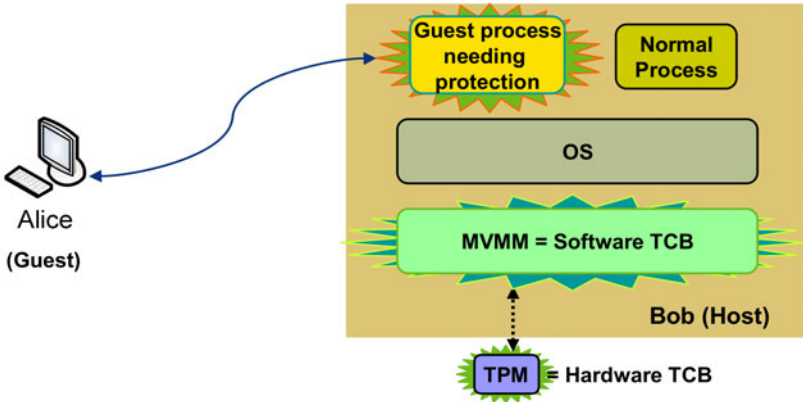 Guest process
needing
protection
Normal
Process
OS
Alice
(Guest)
MVMM = Software TCB
Bob (Host)
TPM = Hardware TCB